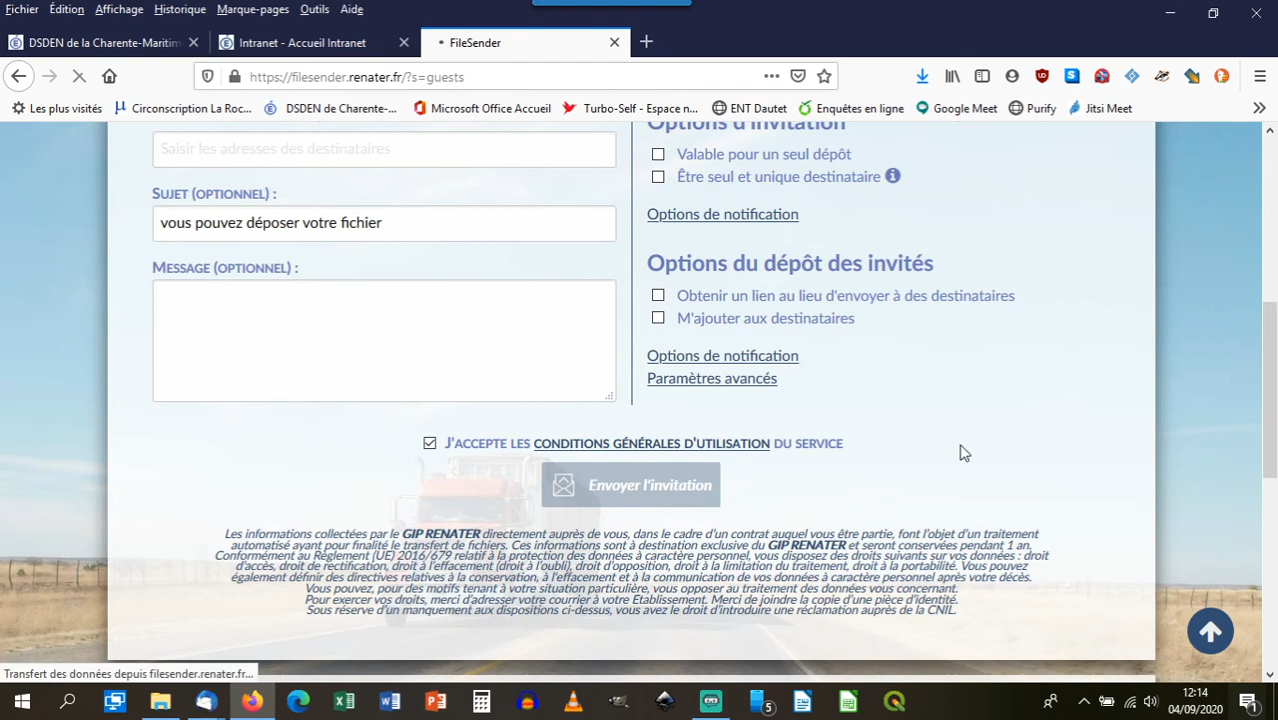 Fichier Édition Affichage Historique Marque-pages Outils Aide
DSDEN de la Charente-Maritim
Intranet - Accueil Intranet
FileSender
https://filesender.renater.fr/?s=guests
Les plus visités
Circonscription La Roc...
DSDEN de Charente-...
Microsoft Office Accueil
Turbo-Self - Espace n...
ENT Dautet
Enquêtes en ligne
Google Meet
Purify
Jitsi Meet
Saisir les adresses des destinataires
SUJET (OPTIONNEL) :
vous pouvez déposer votre fichier
MESSAGE (OPTIONNEL) :
Options d'invitation
Valable pour un seul dépôt
Être seul et unique destinataire
Options de notification
Options du dépôt des invités
Obtenir un lien au lieu d'envoyer à des destinataires
M'ajouter aux destinataires
Options de notification
Paramètres avancés
J'ACCEPTE LES CONDITIONS GÉNÉRALES D'UTILISATION DU SERVICE
Envoyer l'invitation
Les informations collectées par le GIP RENATER directement auprès de vous, dans le cadre d'un contrat auquel vous être partie, font l'objet d'un traitement
automatisé ayant pour finalité le transfert de fichiers. Ces informations sont à destination exclusive du GIP RENATER et seront conservées pendant 1 an.
Conformément au Règlement (UE) 2016/679 relatif à la protection des données à caractère personnel, vous disposez des droits suivants sur vos données : droit
d'accès, droit de rectification, droit à l'effacement (droit à l'oubli), droit d'opposition, droit à la limitation du traitement, droit à la portabilité. Vous pouvez
également définir des directives relatives à la conservation, à l'effacement et à la communication de vos données à caractère personnel après votre décès.
Vous pouvez, pour des motifs tenant à votre situation particulière, vous opposer au traitement des données vous concernant.
Pour exercer vos droits, merci d'adresser votre courrier à votre Etablissement. Merci de joindre la copie d'une pièce d'identité.
Sous réserve d'un manquement aux dispositions ci-dessus, vous avez le droit d'introduire une réclamation auprès de la CNIL.
Transfert des données depuis filesender.renater.fr...
5
12:14
04/09/2020
1